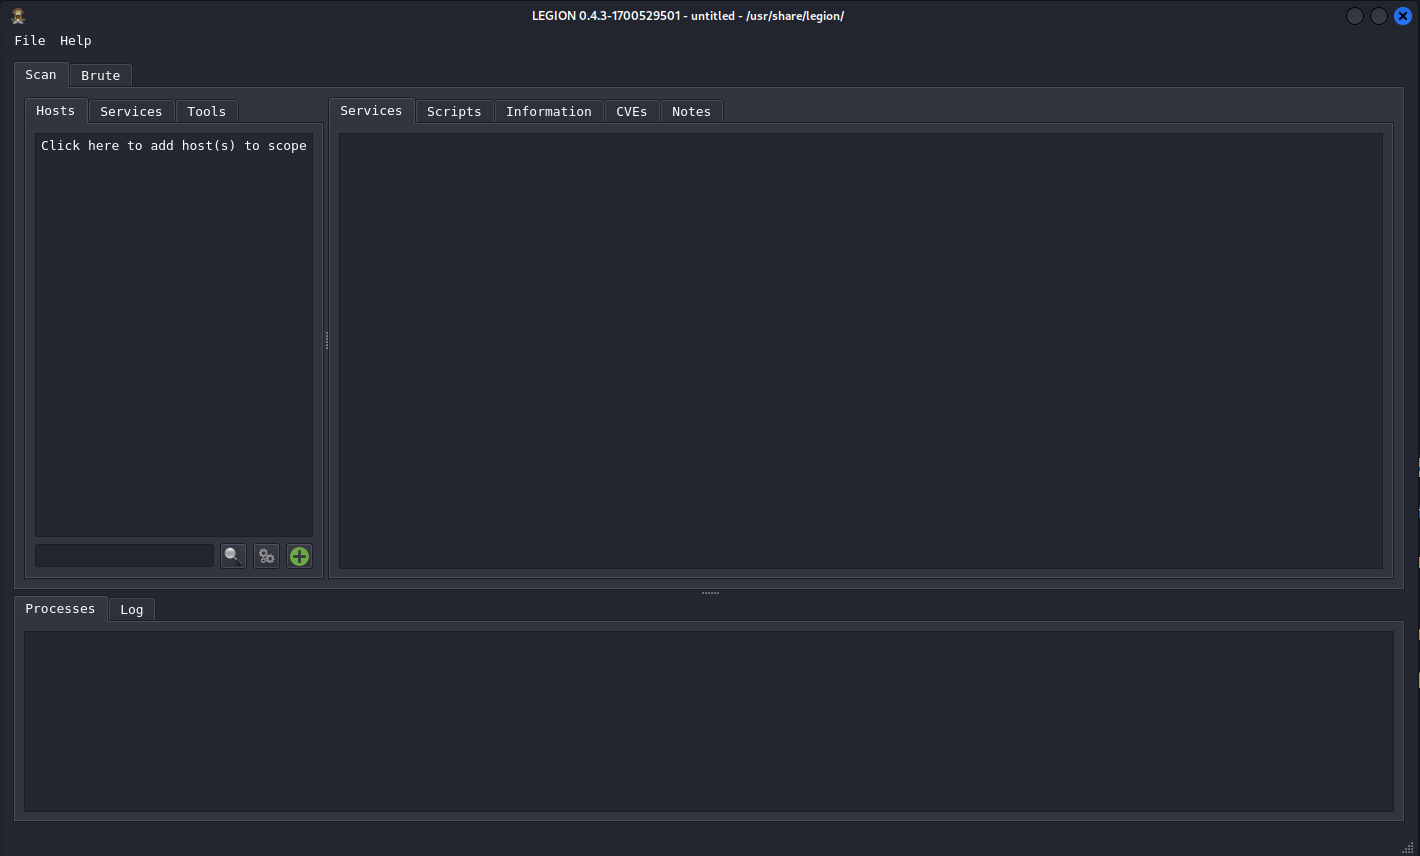 LEGION 0.4.3-1700529501 - untitled - /usr/share/legion/
File Help
Scan Brute
Hosts Services Tools
Services Scripts Information CVEs Notes
Click here to add host(s) to scope
Processes Log